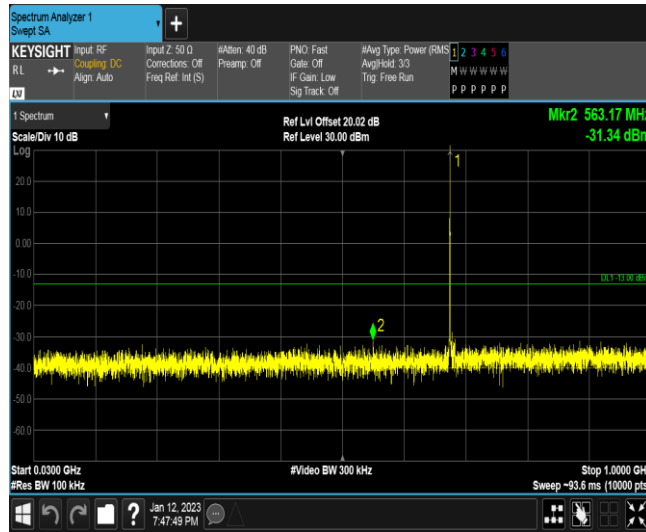 Spectrum Analyzer 1
Swept SA
+
KEYSIGHT Input: RF Input Z: 50 Ω #Atten: 40 dB PNO: Fast #Avg Type: Power (RMS 1 2 3 4 5 6
RL Coupling: DC Corrections: Off Preamp: Off Gate: Off Avg|Hold: 3/3 M W W W W W
Align: Auto Freq Ref: Int (S) IF Gain: Low Trig: Free Run
LXI Sig Track: Off P P P P P P
1 Spectrum Ref Lvl Offset 20.02 dB Mkr2 563.17 MHz
Scale/Div 10 dB Ref Level 30.00 dBm -31.34 dBm
Log
1
20.0
10.0
0.00
-10.0
DL1 -13.00 dBm
-20.0
2
-30.0
-40.0
-50.0
-60.0
Start 0.0300 GHz #Video BW 300 kHz Stop 1.0000 GHz
#Res BW 100 kHz Sweep ~93.6 ms (10000 pts)
? Jan 12, 2023
7:47:49 PM